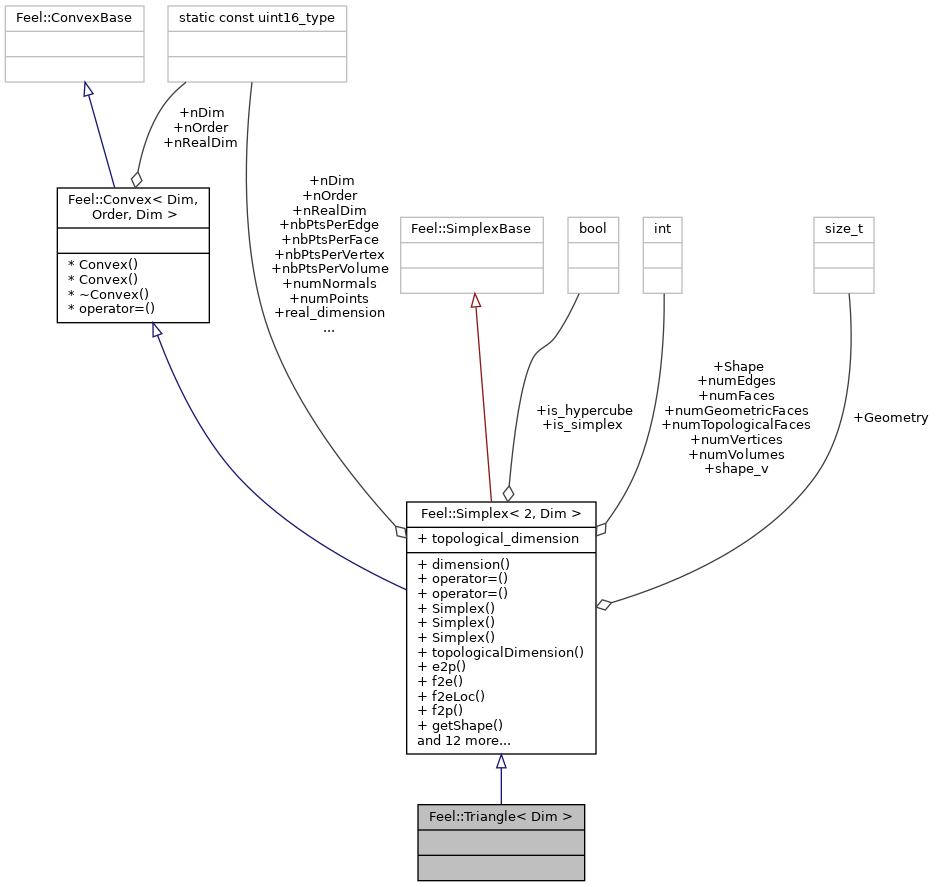 Feel::ConvexBase
static const uint16_type
+nDim
+nOrder
+nRealDim
Feel::Convex< Dim,
Order, Dim >
* Convex()
* Convex()
* ~Convex()
* operator=()
+nDim
+nOrder
+nRealDim
+nbPtsPerEdge
+nbPtsPerFace
+nbPtsPerVertex
+nbPtsPerVolume
+numNormals
+numPoints
+real_dimension
...
Feel::SimplexBase
bool
int
size_t
+is_hypercube
+is_simplex
+Shape
+numEdges
+numFaces
+numGeometricFaces
+numTopologicalFaces
+numVertices
+numVolumes
+shape_v
+Geometry
Feel::Simplex< 2, Dim >
+ topological_dimension
+ dimension()
+ operator=()
+ operator=()
+ Simplex()
+ Simplex()
+ Simplex()
+ topologicalDimension()
+ e2p()
+ f2e()
+ f2eLoc()
+ f2p()
+ getShape()
and 12 more...
Feel::Triangle< Dim >